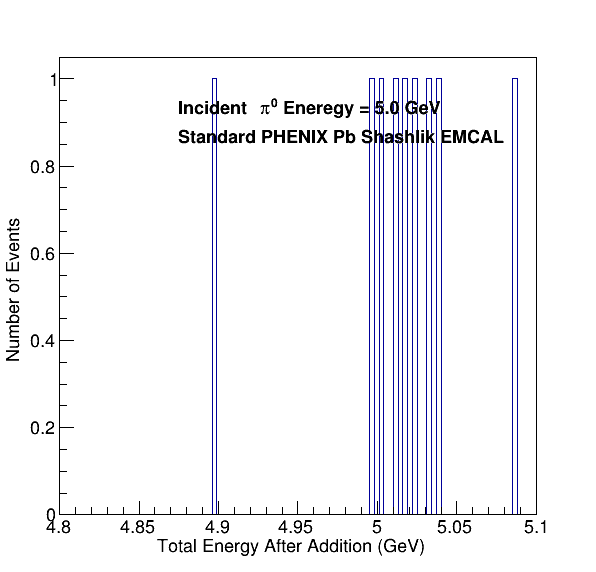 1
Incident π0 Eneregy = 5.0 GeV
Standard PHENIX Pb Shashlik EMCAL
0.8
0.6
0.4
0.2
0
Number of Events
4.8 4.85 4.9 4.95 5 5.05 5.1
Total Energy After Addition (GeV)